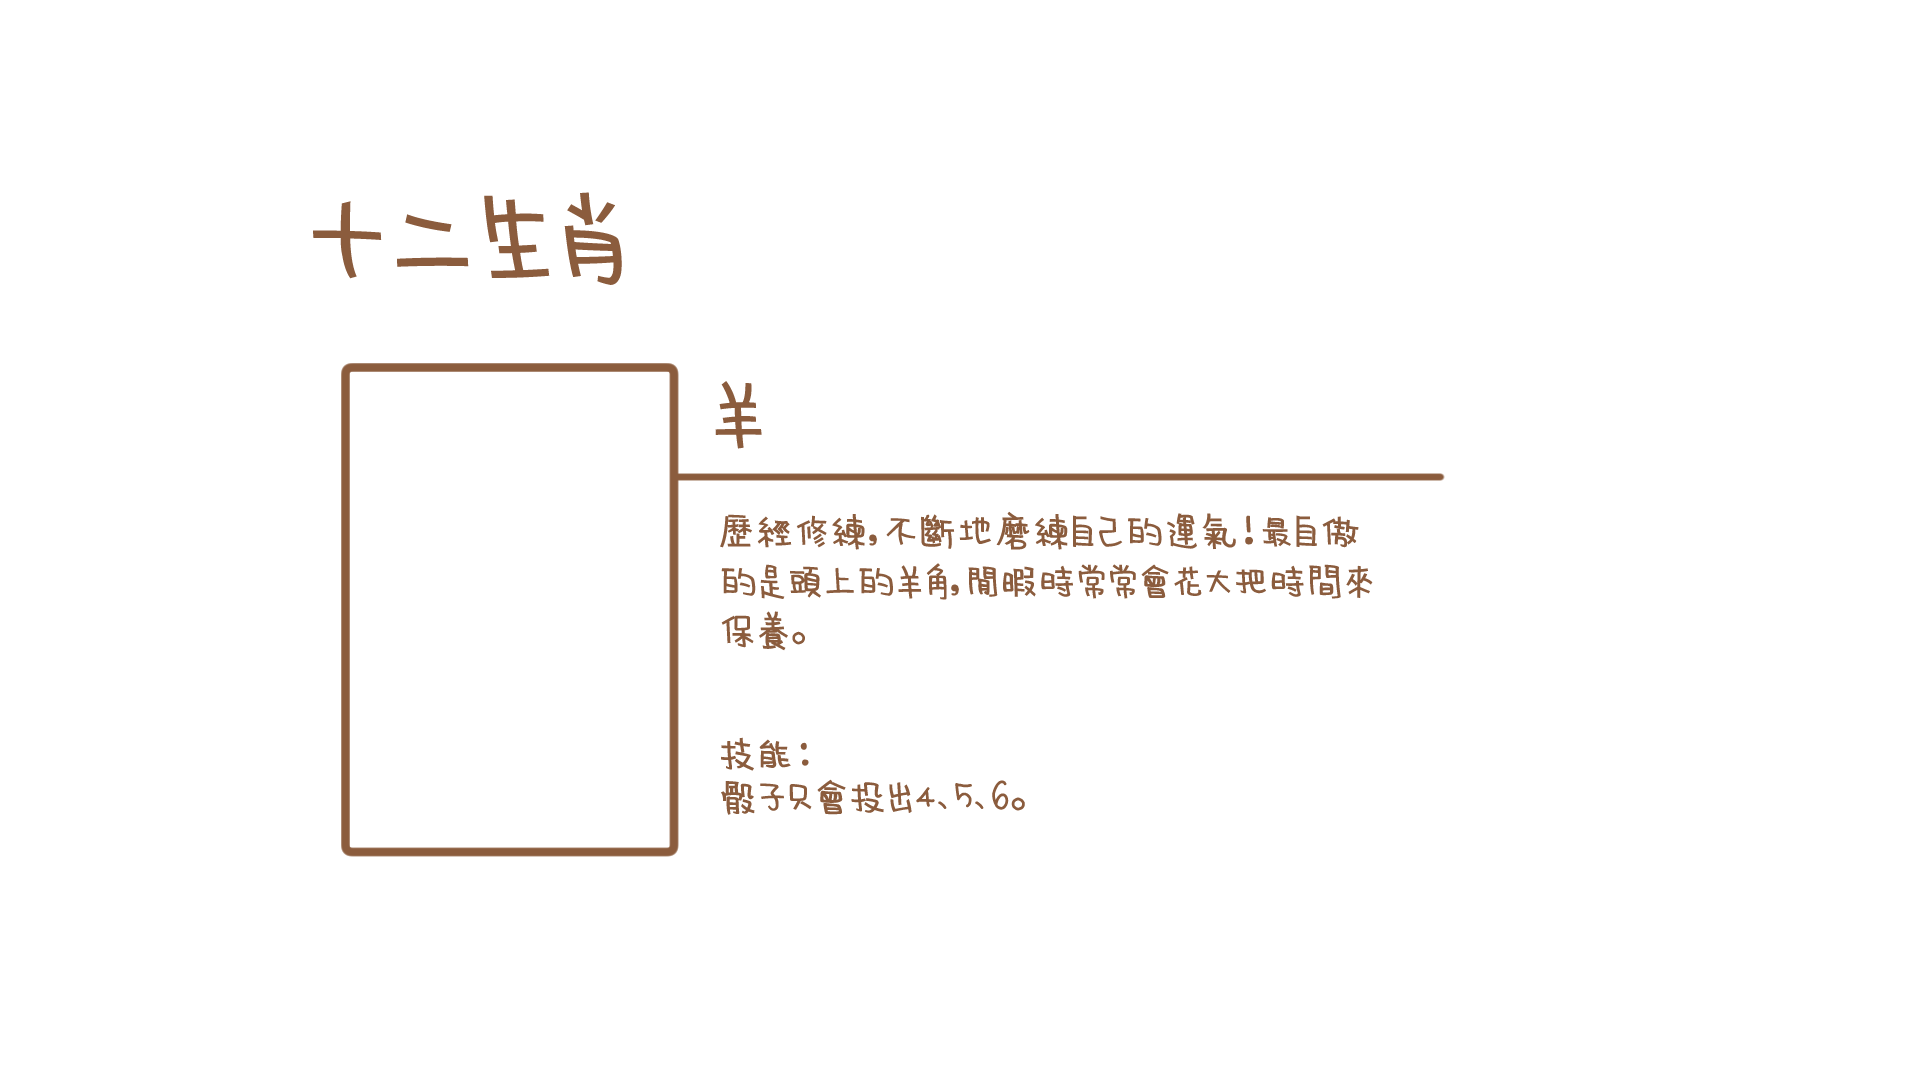 十二生肖
羊
歷經修練,不斷地磨練自己的運氣!最自傲
的是頭上的羊角,閒暇時常常會花大把時間來
保養。
技能：
骰子只會投出4、5、6。